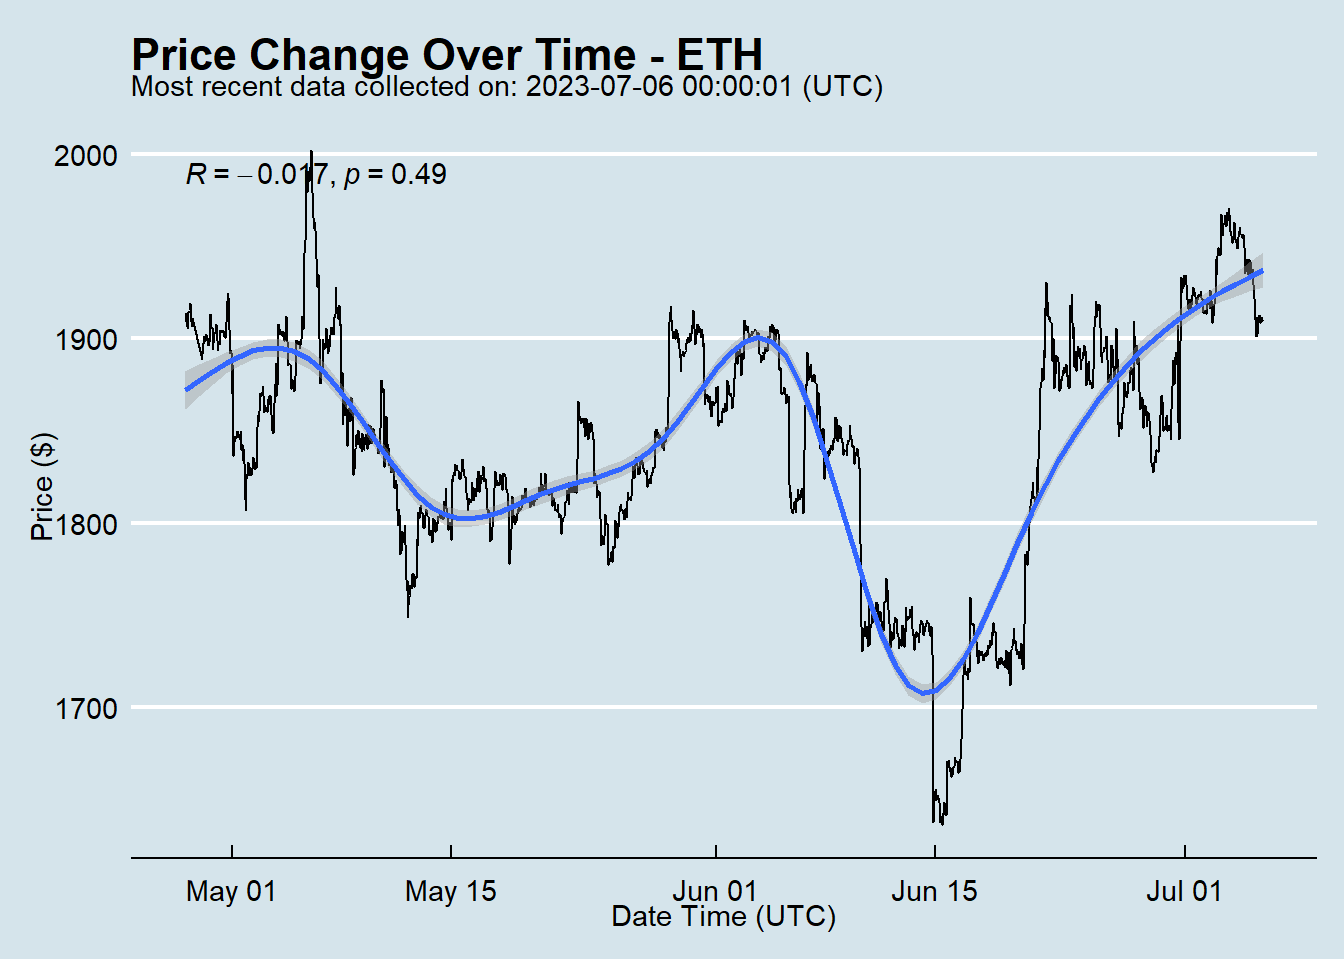 Price Change Over Time - ETH
Most recent data collected on: 2023-07-06 00:00:01 (UTC)
R = −0.017, p = 0.49
2000
1900
1800
1700
Price ($)
May 01 May 15 Jun 01 Jun 15 Jul 01
Date Time (UTC)